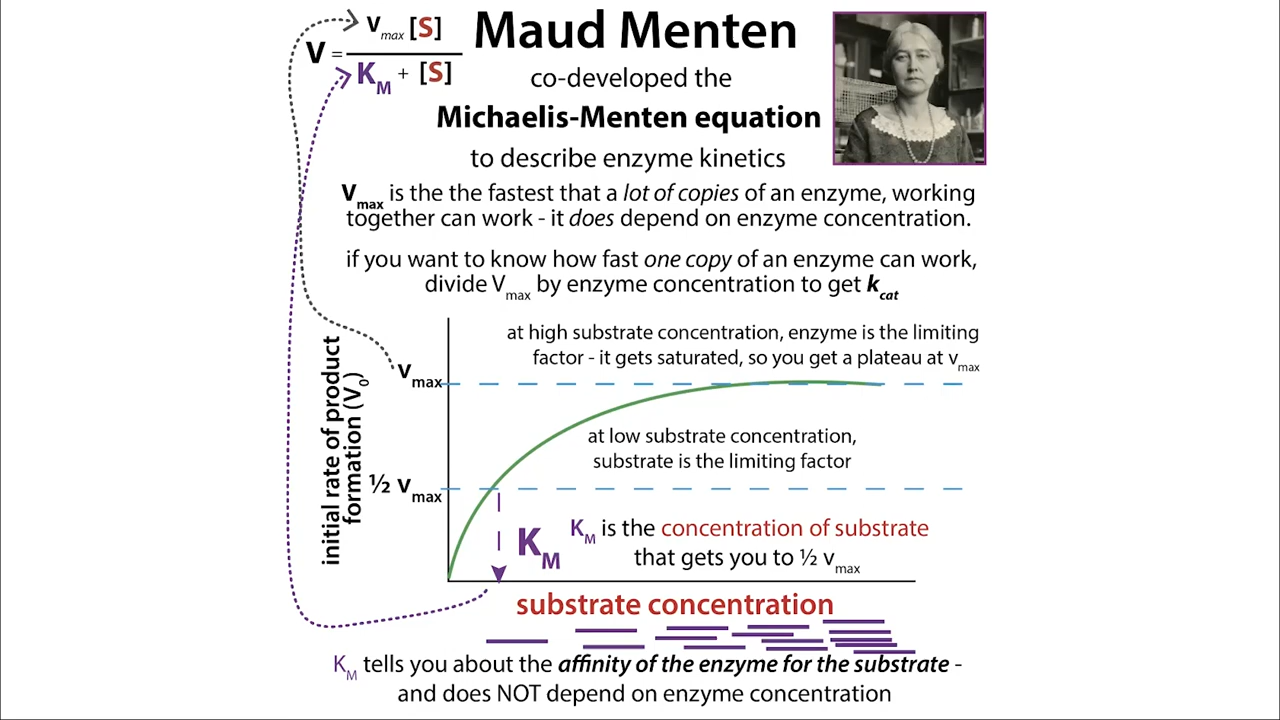 V = Vmax [S]
KM + [S]
Maud Menten
co-developed the
Michaelis-Menten equation
to describe enzyme kinetics
Vmax is the the fastest that a lot of copies of an enzyme, working
together can work - it does depend on enzyme concentration.
if you want to know how fast one copy of an enzyme can work,
divide Vmax by enzyme concentration to get kcat
initial rate of product
formation (V0)
at high substrate concentration, enzyme is the limiting
factor - it gets saturated, so you get a plateau at vmax
Vmax
at low substrate concentration,
substrate is the limiting factor
½ Vmax
KM
KM is the concentration of substrate
that gets you to ½ vmax
substrate concentration
KM tells you about the affinity of the enzyme for the substrate -
and does NOT depend on enzyme concentration